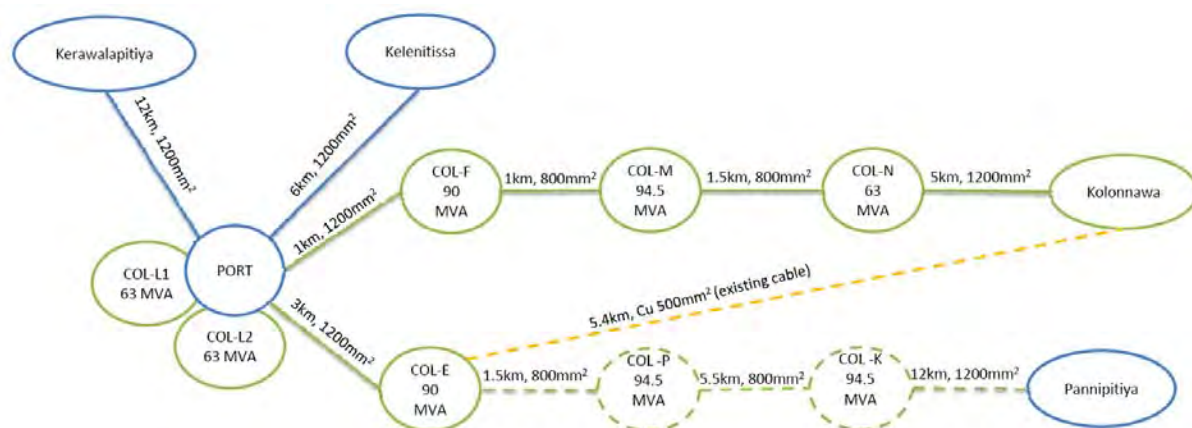 Kerawalapitiya
Kelenitissa
12km, 1200mm²
6km, 1200mm²
COL-F
90
MVA
1km, 800mm²
COL-M
94.5
MVA
1.5km, 800mm²
COL-N
63
MVA
5km, 1200mm²
Kolonnawa
1km, 1200mm²
PORT
COL-L1
63 MVA
COL-L2
63 MVA
3km, 1200mm²
5.4km, Cu 500mm² (existing cable)
COL-E
90
MVA
1.5km, 800mm²
COL -P
94.5
MVA
5.5km, 800mm²
COL -K
94.5
MVA
12km, 1200mm²
Pannipitiya